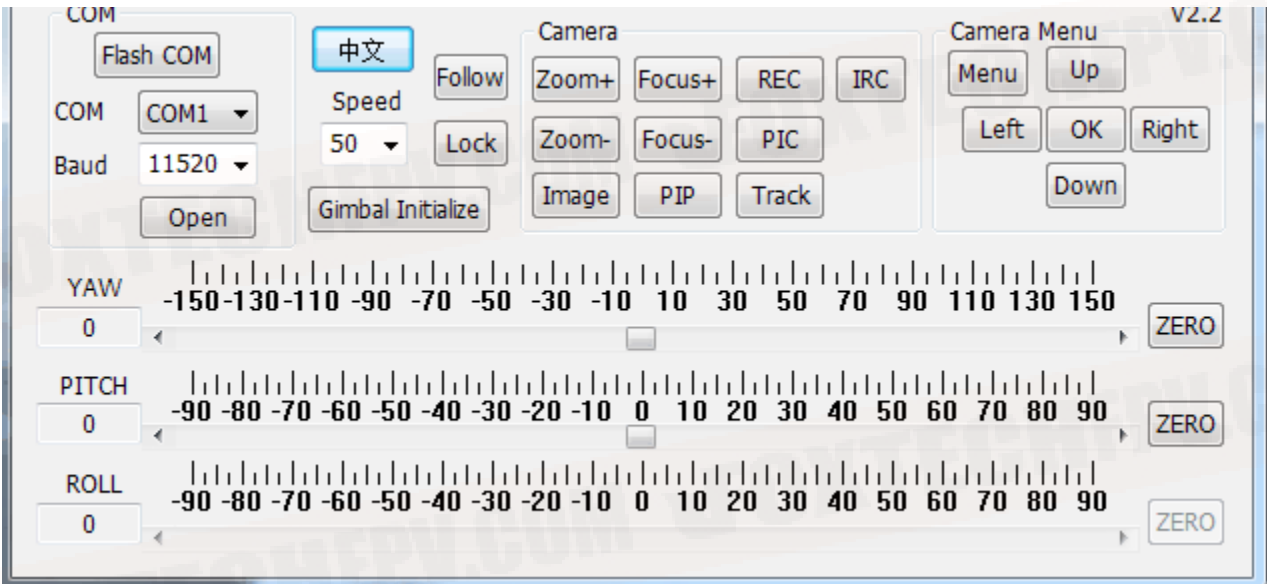 COM
Flash COM
COM
COM1
Baud
11520
Open
中文
Speed
50
Follow
Lock
Gimbal Initialize
Camera
Zoom+ Focus+ REC IRC
Zoom- Focus- PIC
Image PIP Track
V2.2
Camera Menu
Menu Up
Left OK Right
Down
YAW
-150 -130 -110 -90 -70 -50 -30 -10 10 30 50 70 90 110 130 150
0
ZERO
PITCH
-90 -80 -70 -60 -50 -40 -30 -20 -10 0 10 20 30 40 50 60 70 80 90
0
ZERO
ROLL
-90 -80 -70 -60 -50 -40 -30 -20 -10 0 10 20 30 40 50 60 70 80 90
0
ZERO
FOXTECHFPV.COM